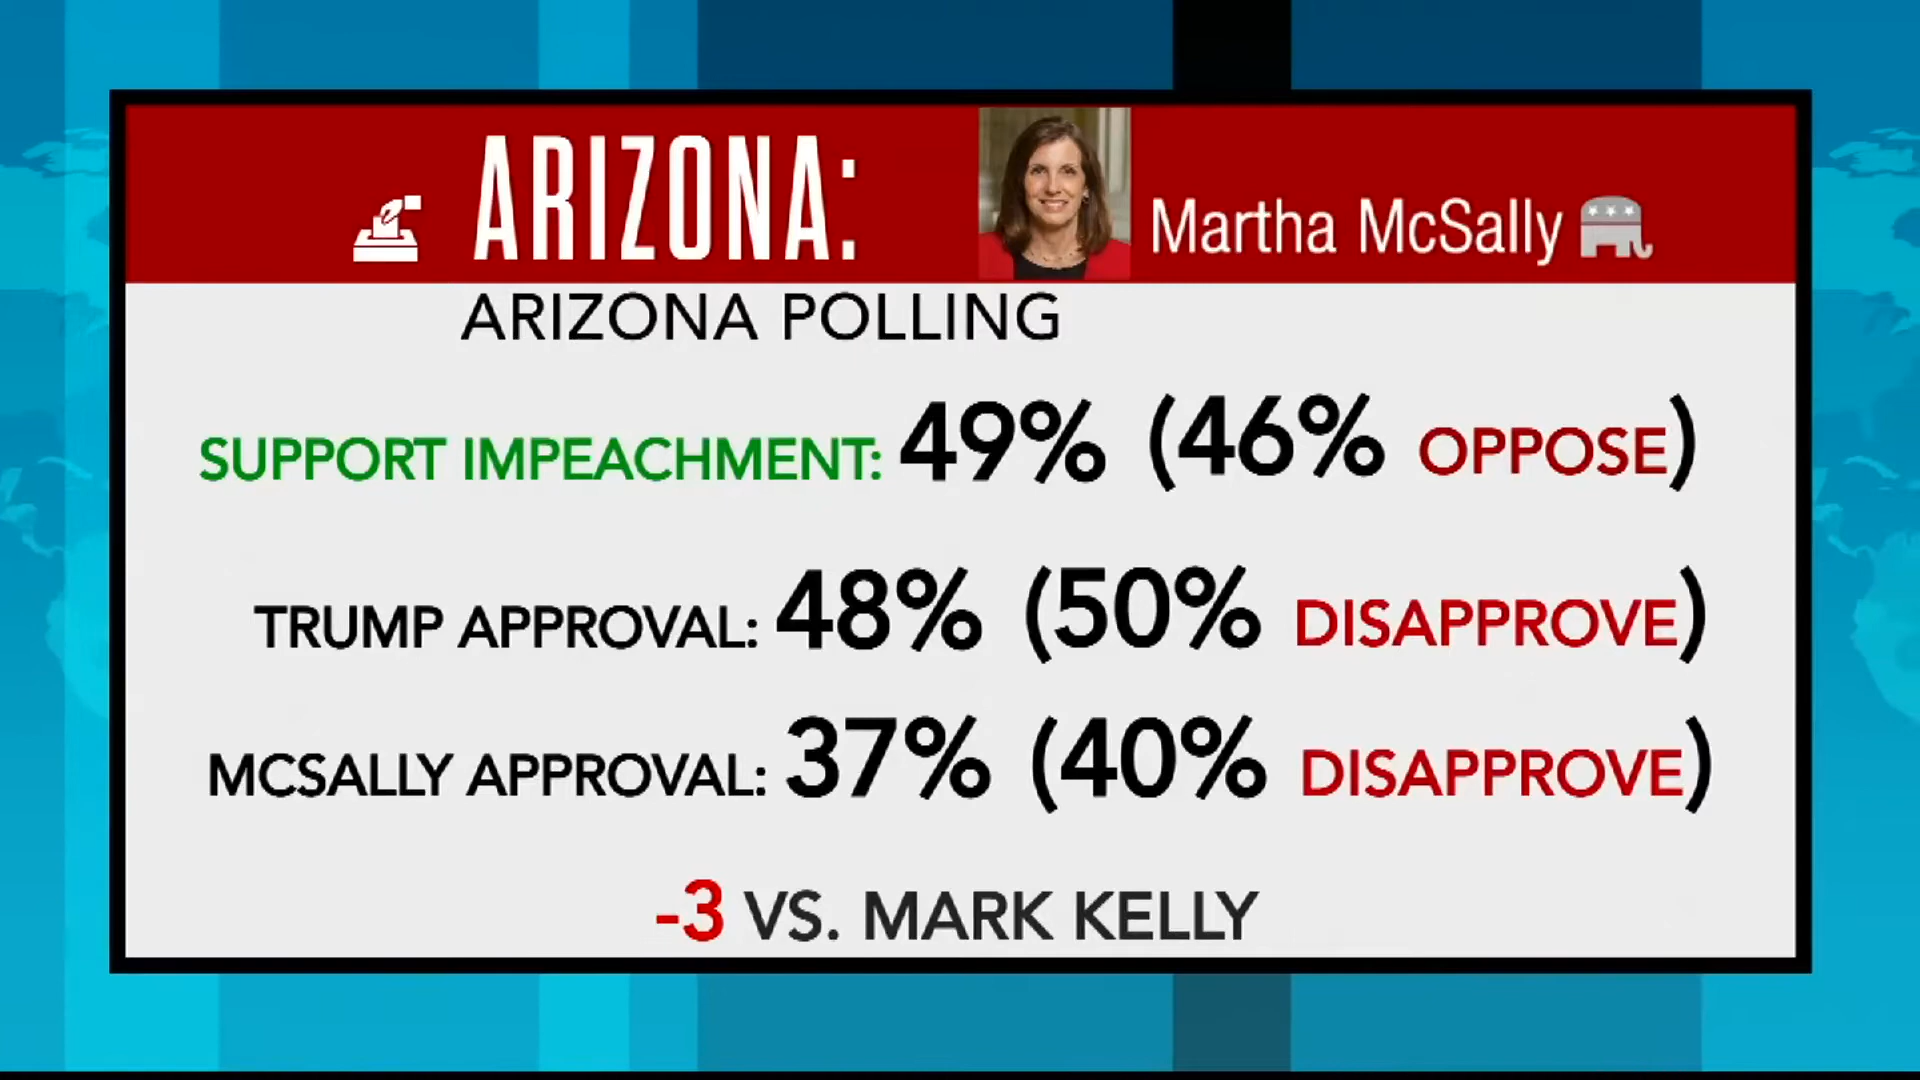 ARIZONA:
Martha McSally
ARIZONA POLLING
SUPPORT IMPEACHMENT: 49% (46% OPPOSE)
TRUMP APPROVAL: 48% (50% DISAPPROVE)
MCSALLY APPROVAL: 37% (40% DISAPPROVE)
-3 VS. MARK KELLY